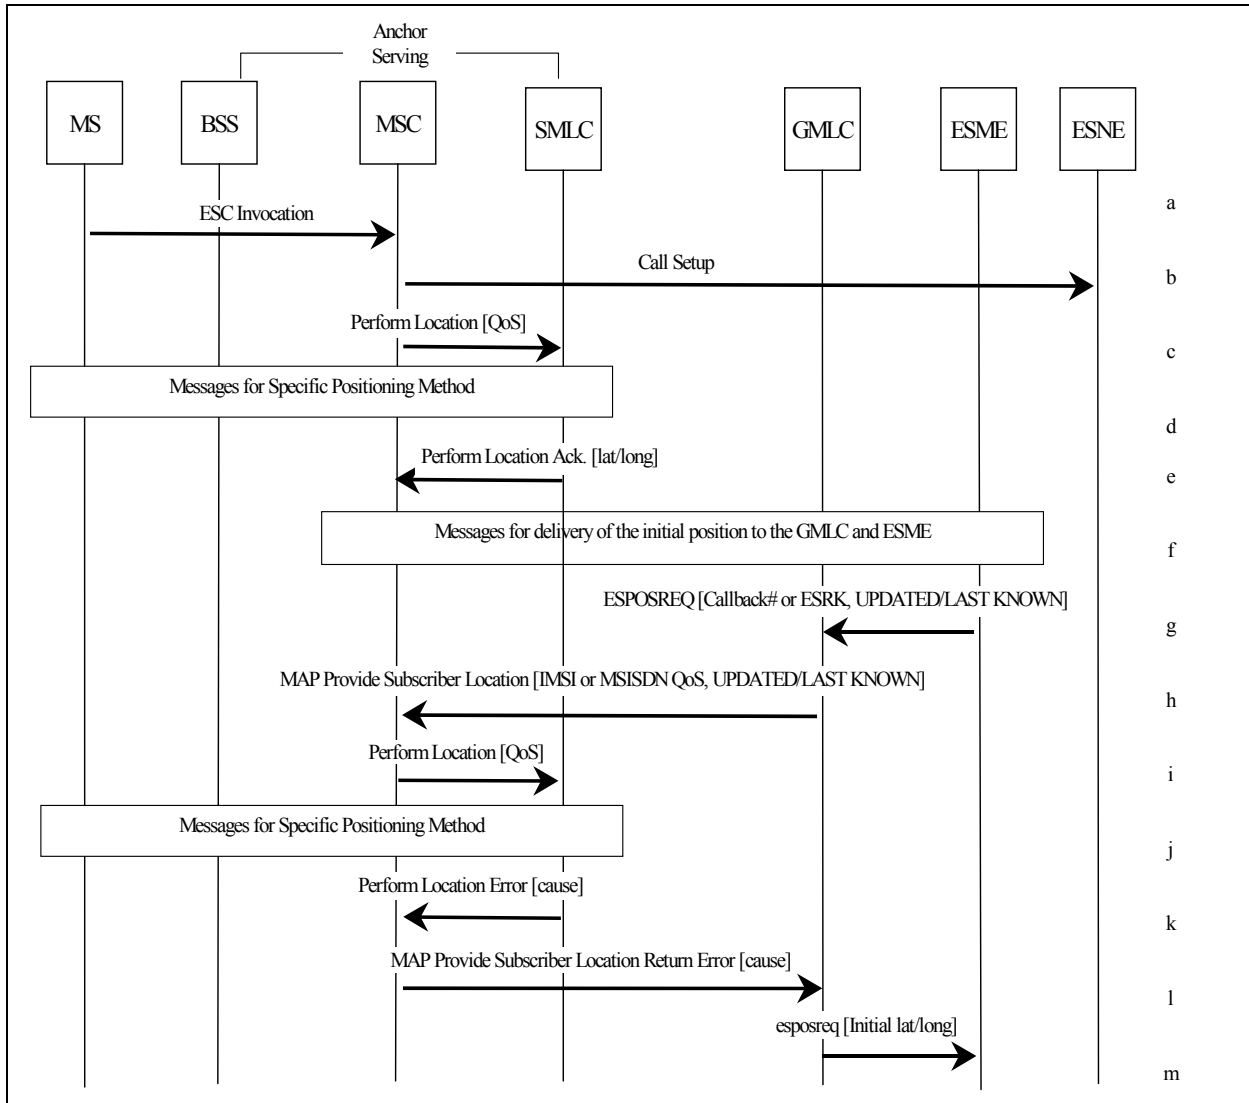 Anchor
Serving
MS BSS MSC SMLC GMLC ESME ESNE
a
ESC Invocation
Call Setup
b
Perform Location [QoS]
c
Messages for Specific Positioning Method
d
Perform Location Ack. [lat/long]
e
Messages for delivery of the initial position to the GMLC and ESME
f
ESPOSREQ [Callback# or ESRK, UPDATED/LAST KNOWN]
g
MAP Provide Subscriber Location [IMSI or MSISDN QoS, UPDATED/LAST KNOWN]
h
Perform Location [QoS]
i
Messages for Specific Positioning Method
j
Perform Location Error [cause]
k
MAP Provide Subscriber Location Return Error [cause]
l
esposreq [Initial lat/long]
m